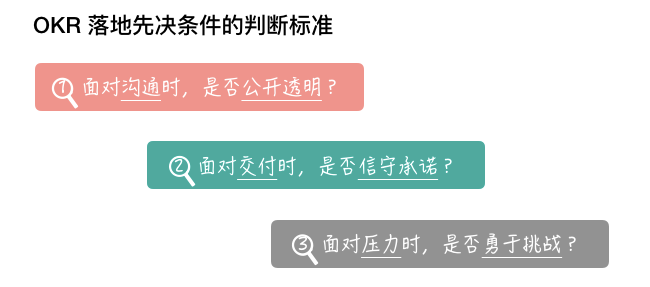 OKR 落地先决条件的判断标准
1 面对沟通时，是否公开透明？
2 面对交付时，是否信守承诺？
3 面对压力时，是否勇于挑战？